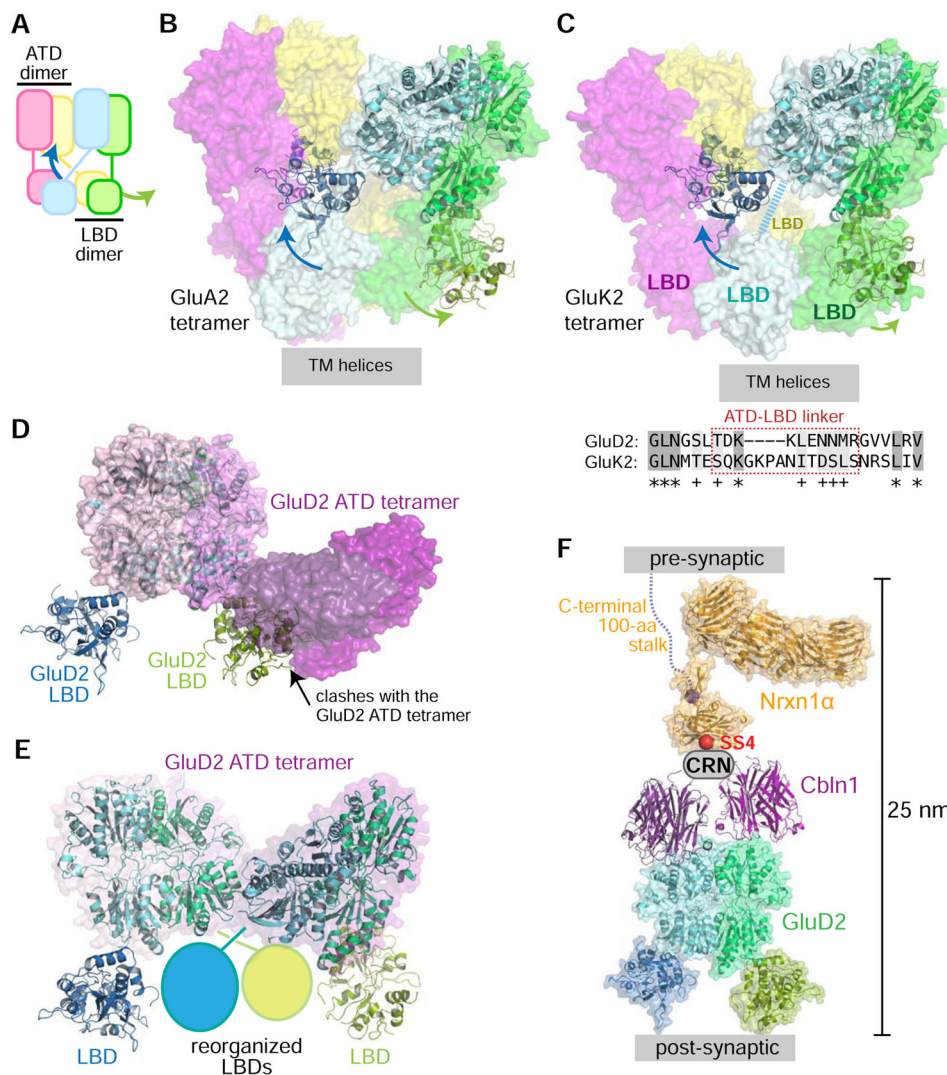 A
ATD
dimer
LBD
dimer
B
GluA2
tetramer
TM helices
C
LBD
LBD
LBD
LBD
GluK2
tetramer
TM helices
ATD-LBD linker
GluD2: GLNGSLTDK----KLENNMRGVVLRV
GluK2: GLNMTESQKGKPANITDSLSNRSLIV
*** + + * + +++ * *
D
GluD2 ATD tetramer
GluD2
LBD
GluD2
LBD
clashes with the
GluD2 ATD tetramer
E
GluD2 ATD tetramer
LBD
reorganized
LBDs
LBD
F
pre-synaptic
C-terminal
100-aa
stalk
Nrxn1α
SS4
CRN
Cbln1
25 nm
GluD2
post-synaptic